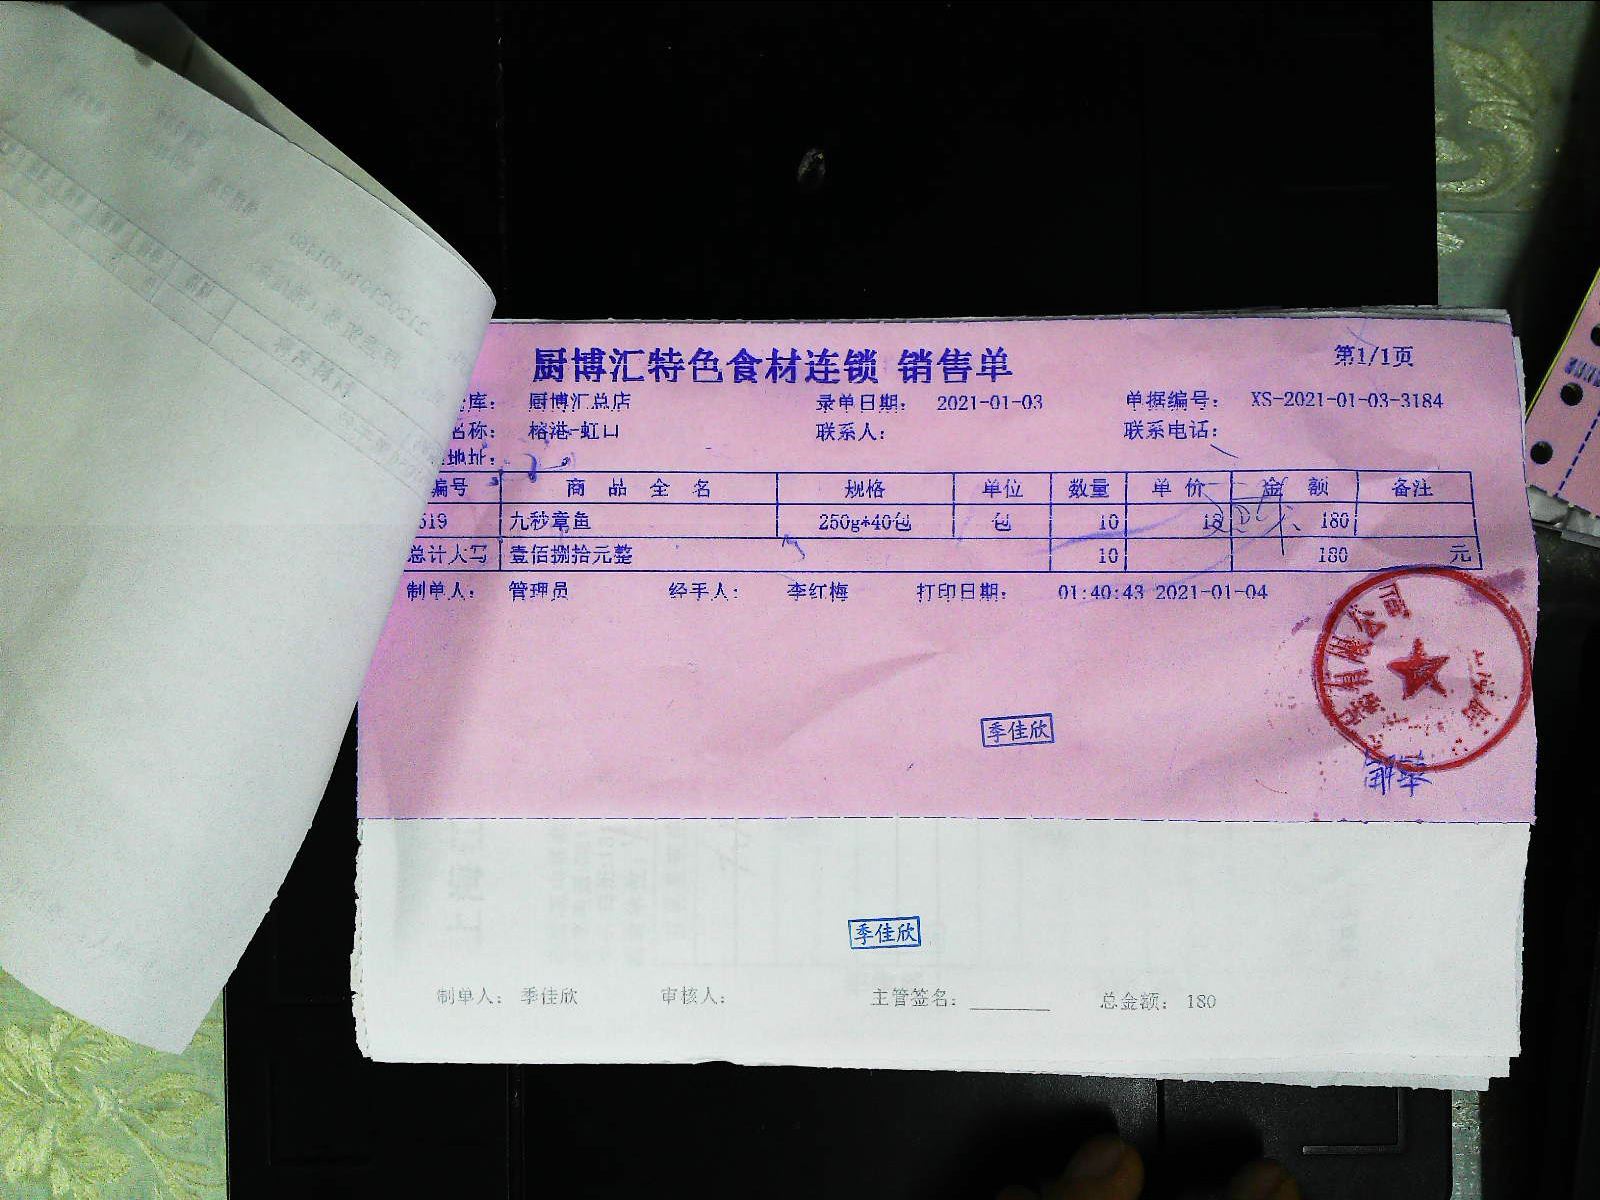 厨博汇特色食材连锁 销售单 第1/1页
库: 厨博汇总店 录单日期: 2021-01-03 单据编号: XS-2021-01-03-3184
名称: 榕港-虹口 联系人: 联系电话:
地址:
编号 商品全名 规格 单位 数量 单价 金额 备注
519 九秒章鱼 250g*40包 包 10 18 180
总计大写 壹佰捌拾元整 10 180 元
制单人: 管理员 经手人: 李红梅 打印日期: 01:40:43 2021-01-04
有限公司
季佳欣
季佳欣
制单人: 季佳欣 审核人: 主管签名: 总金额: 180